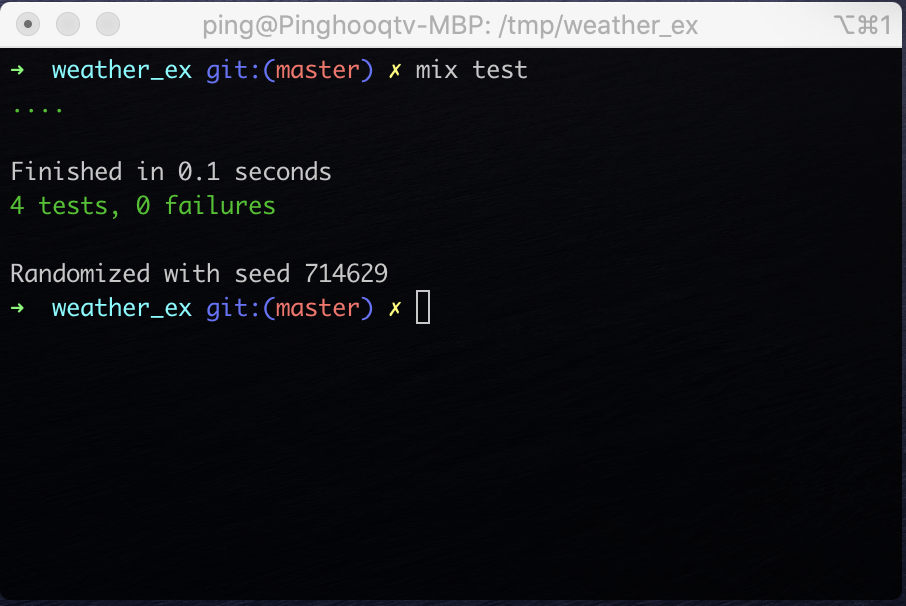 ping@Pinghooqtv-MBP: /tmp/weather_ex ⌥⌘1
➜  weather_ex git:(master) ✗ mix test
....
Finished in 0.1 seconds
4 tests, 0 failures
Randomized with seed 714629
➜  weather_ex git:(master) ✗